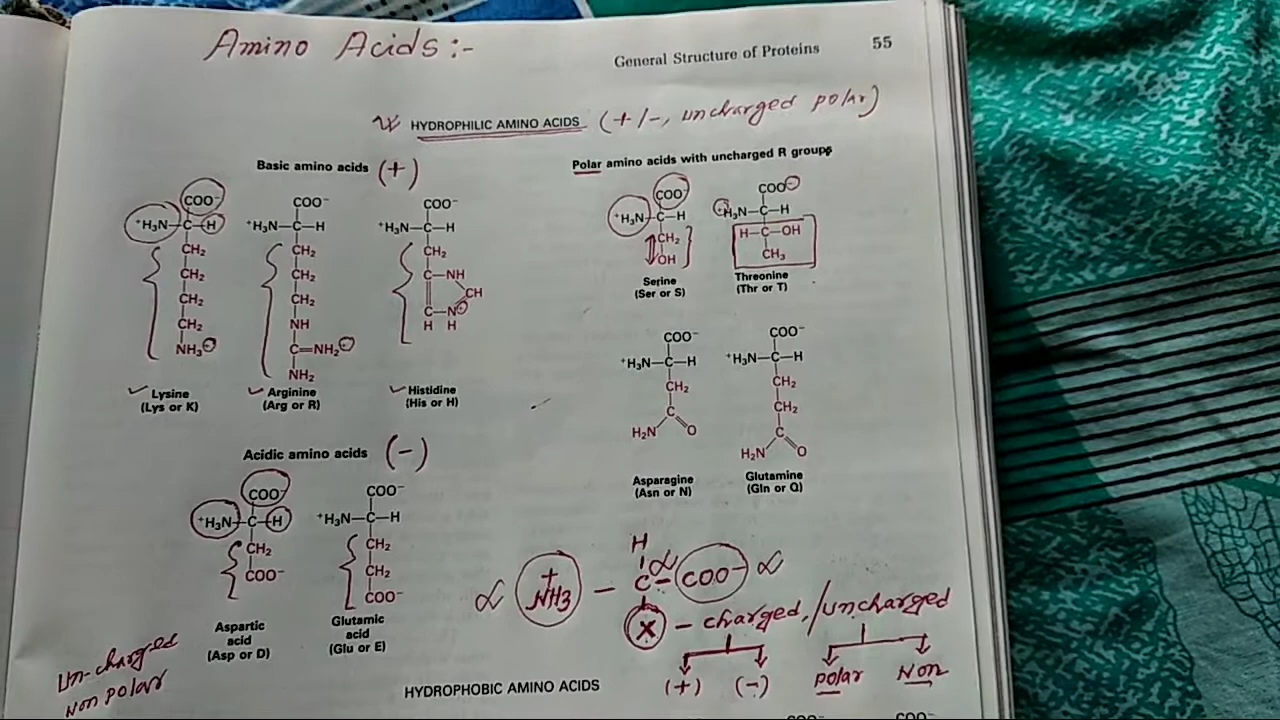 Amino Acids:-
General Structure of Proteins 55
HYDROPHILIC AMINO ACIDS (+/-, uncharged polar)
Basic amino acids (+)
Polar amino acids with uncharged R groups
COO⁻ COO⁻ COO⁻
⁺H₃N—C—H ⁺H₃N—C—H ⁺H₃N—C—H
CH₂ CH₂ CH₂
CH₂ CH₂ C—NH
CH₂ CH₂ CH
CH₂ NH C—N
NH₃ C=NH₂ H H
NH₂
Lysine Arginine Histidine
(Lys or K) (Arg or R) (His or H)
COO⁻ COO⁻
⁺H₃N—C—H ⁺H₃N—C—H
CH₂ H—C—OH
OH CH₃
Serine Threonine
(Ser or S) (Thr or T)
COO⁻ COO⁻
⁺H₃N—C—H ⁺H₃N—C—H
CH₂ CH₂
C CH₂
H₂N O C
H₂N O
Asparagine Glutamine
(Asn or N) (Gln or Q)
Acidic amino acids (-)
COO⁻ COO⁻
⁺H₃N—C—H ⁺H₃N—C—H
CH₂ CH₂
COO⁻ CH₂
COO⁻
Aspartic Glutamic
acid acid
(Asp or D) (Glu or E)
H
∝ ⁺NH3 — C — COO⁻ ∝
∝
X — charged,/uncharged
(+) (-) polar Non
Un-charged
Non polar
HYDROPHOBIC AMINO ACIDS
COO⁻ COO⁻